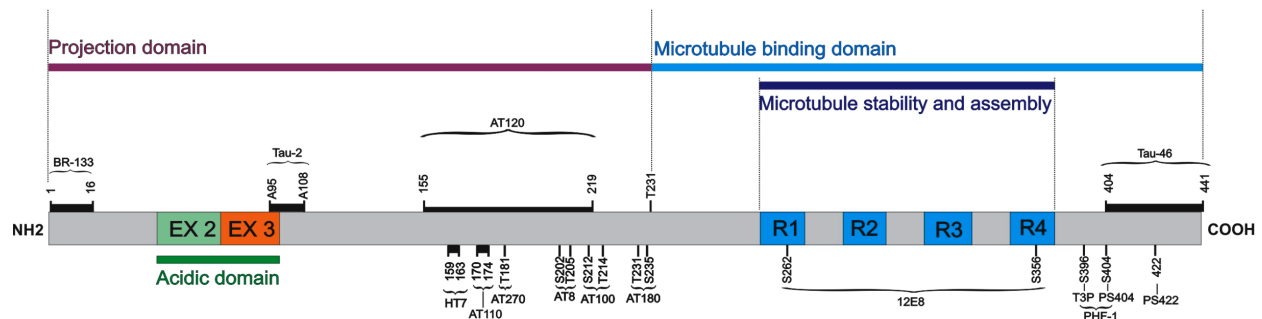 Projection domain
Microtubule binding domain
Microtubule stability and assembly
AT120
BR-133
Tau-2
Tau-46
1
16
A95
A108
155
219
T231
404
441
NH2
EX 2
EX 3
R1
R2
R3
R4
COOH
Acidic domain
159
163
170
174
T181
S202
T205
S212
T214
T231
S235
S262
S356
S396
S404
422
HT7
AT110
AT270
AT8
AT100
AT180
12E8
T3P
PS404
PHF-1
PS422